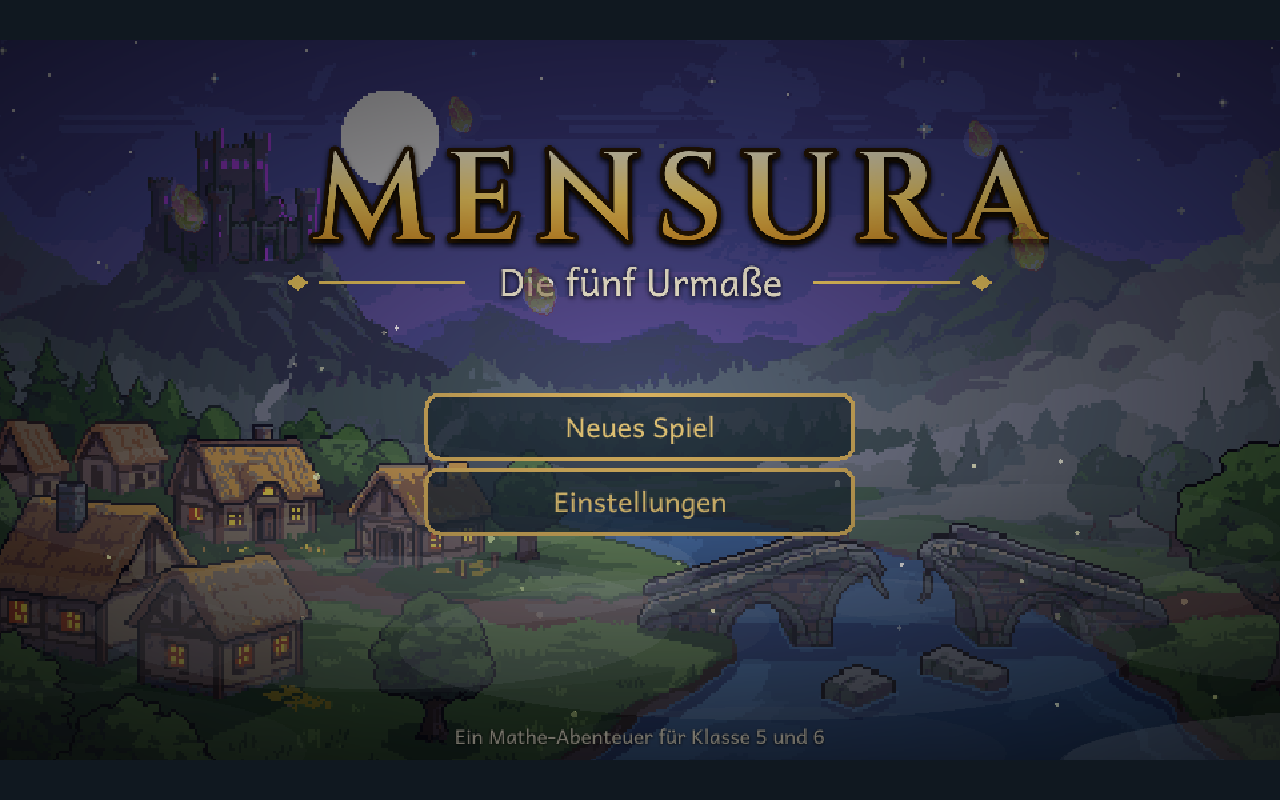 MENSURA
Die fünf Urmaße
Neues Spiel
Einstellungen
Ein Mathe-Abenteuer für Klasse 5 und 6